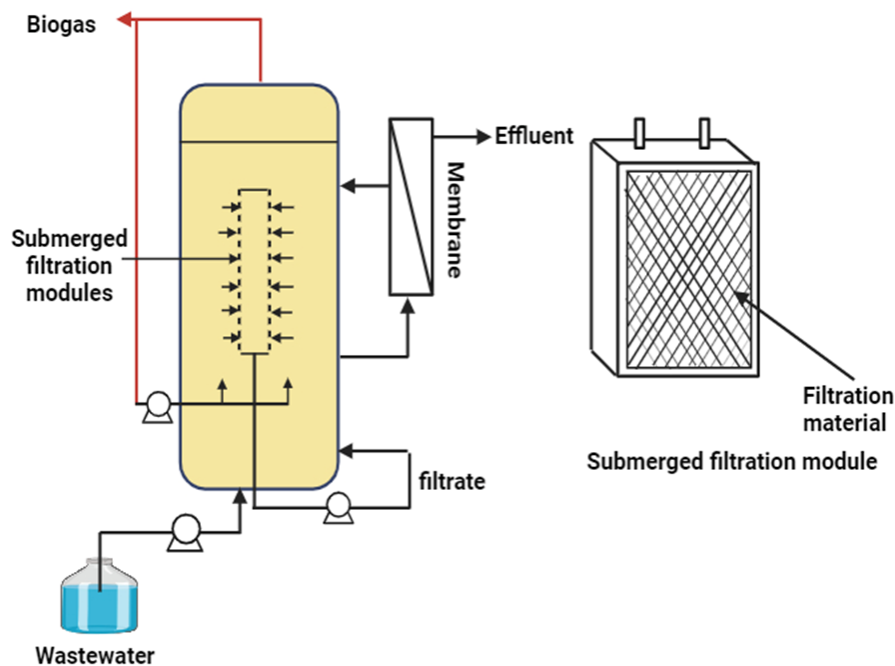 Biogas
Effluent
Membrane
Submerged
filtration
modules
Filtration
material
Submerged filtration module
filtrate
Wastewater